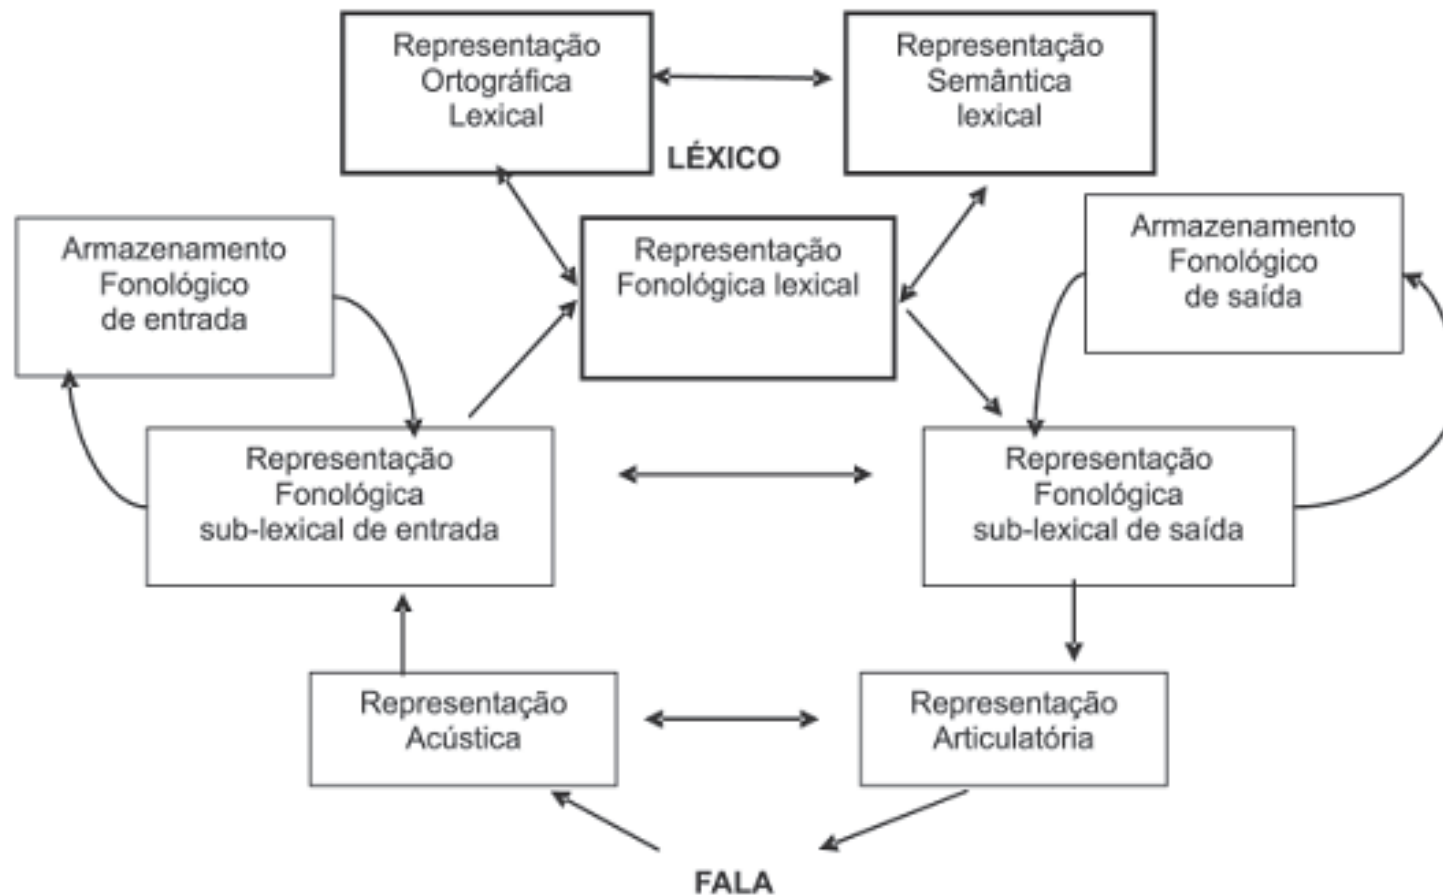 Representação
Ortográfica
Lexical
Representação
Semântica
lexical
LÉXICO
Armazenamento
Fonológico
de entrada
Representação
Fonológica lexical
Armazenamento
Fonológico
de saída
Representação
Fonológica
sub-lexical de entrada
Representação
Fonológica
sub-lexical de saída
Representação
Acústica
Representação
Articulatória
FALA